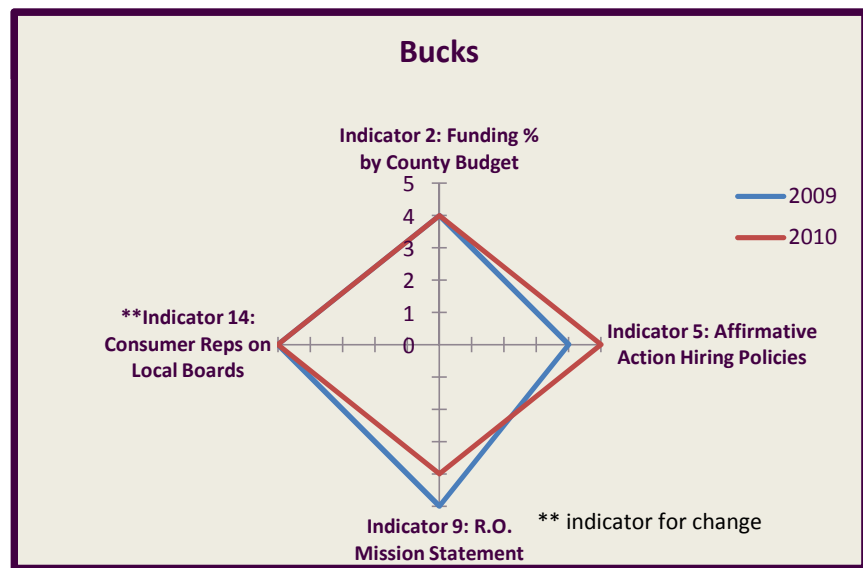 Bucks
Indicator 2: Funding %
by County Budget
5
4
3
2
1
0
2009
2010
**Indicator 14:
Consumer Reps on
Local Boards
Indicator 5: Affirmative
Action Hiring Policies
Indicator 9: R.O.
Mission Statement
** indicator for change